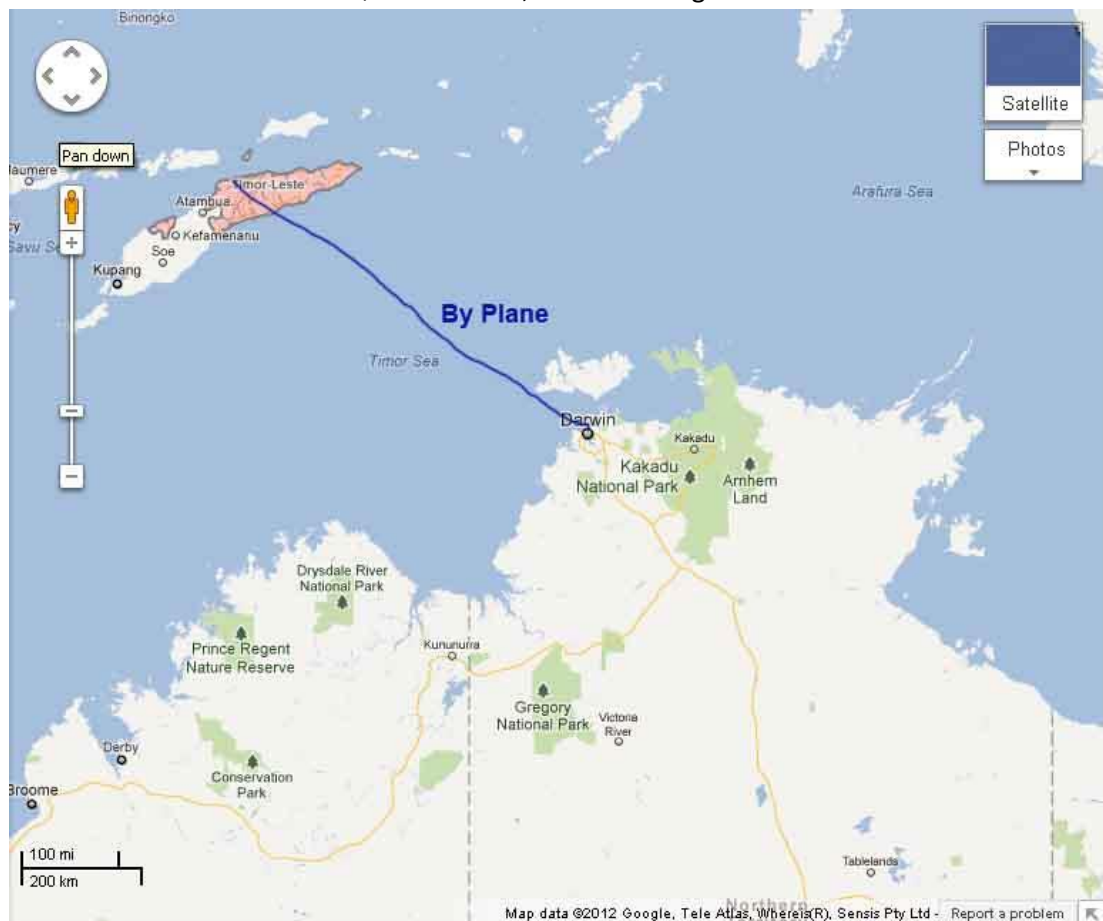 Binongko
Satellite
Photos
Pan down
Timor-Leste
Arafura Sea
Atambua
Kefamenanu
Soe
Kupang
By Plane
Timor Sea
Darwin
Kakadu
Kakadu
National Park
Arnhem
Land
Drysdale River
National Park
Prince Regent
Nature Reserve
Kununurra
Gregory
National Park
Victoria
River
Derby
Conservation
Park
Broome
100 mi
200 km
Tablelands
Northern
Map data ©2012 Google, Tele Atlas, Whereis(R), Sensis Pty Ltd - Report a problem